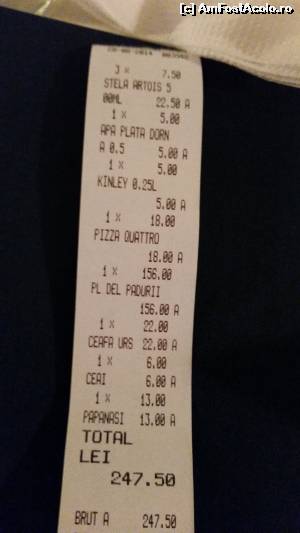 (c) AmFostAcolo.ro
3 X 7.50
STELA ARTOIS 5
00ML 22.50 A
1 X 5.00
APA PLATA DORN
A 0.5 5.00 A
1 X 5.00
KINLEY 0.25L
5.00 A
1 X 18.00
PIZZA QUATTRO
18.00 A
1 X 156.00
PL DEL PADURII
156.00 A
1 X 22.00
CEAFA URS 22.00 A
1 X 6.00
CEAI 6.00 A
1 X 13.00
PAPANASI 13.00 A
TOTAL
LEI
247.50
BRUT A 247.50